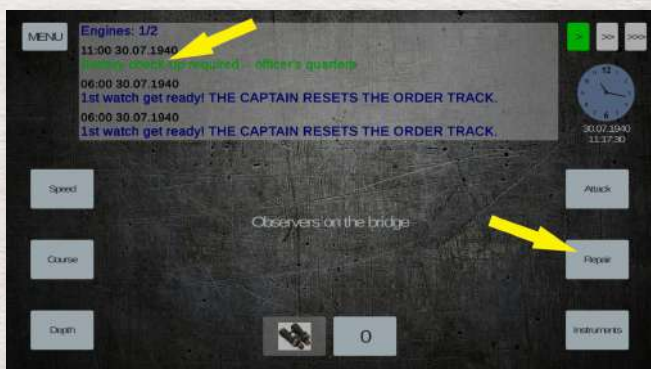 MENU
Engines: 1/2
11:00 30.07.1940
Battery check up required - officer's quarters
06:00 30.07.1940
1st watch get ready! THE CAPTAIN RESETS THE ORDER TRACK.
06:00 30.07.1940
1st watch get ready! THE CAPTAIN RESETS THE ORDER TRACK.
> >> >>>
12
6
30.07.1940
11:17:30
Speed
Attack
Observers on the bridge
Course
Repair
Depth
0
Instruments